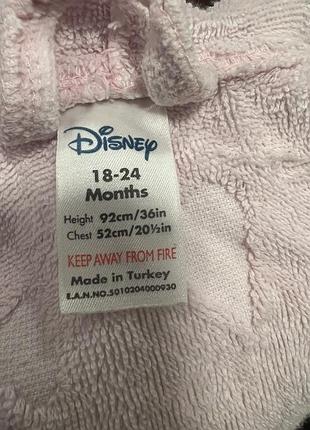 Disney
18-24
Months
Height 92cm/36in
Chest 52cm/20½in
KEEP AWAY FROM FIRE
Made in Turkey
E.A.N.NO.5010204000930